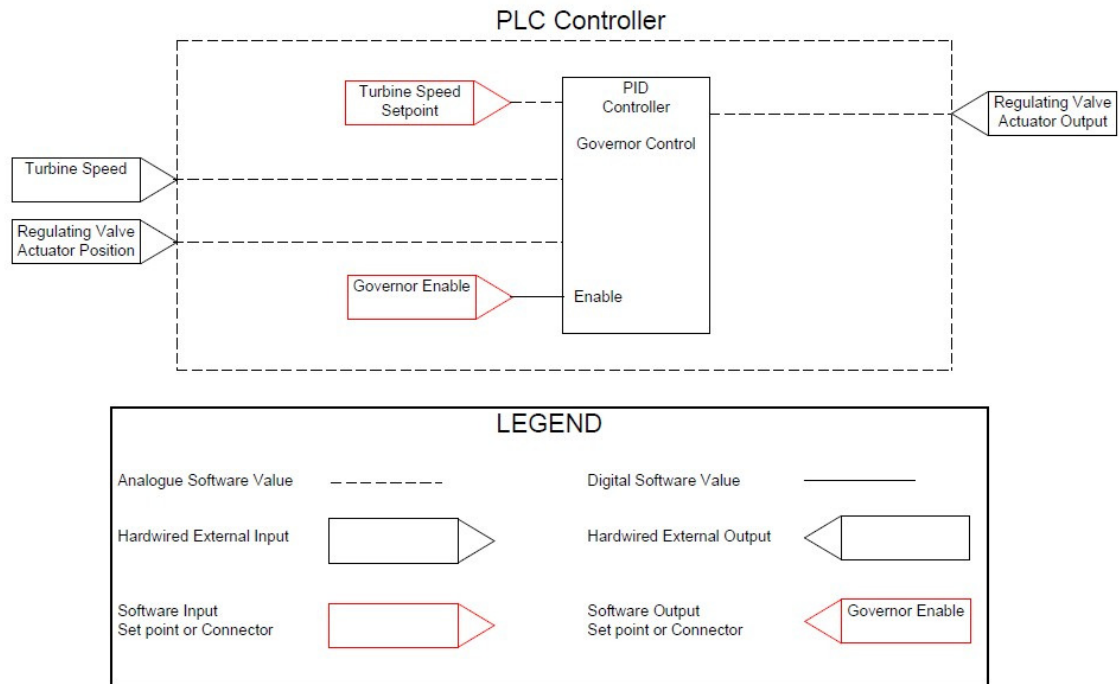 PLC Controller
Turbine Speed
Setpoint
PID
Controller
Governor Control
Regulating Valve
Actuator Output
Turbine Speed
Regulating Valve
Actuator Position
Governor Enable
Enable
LEGEND
Analogue Software Value
Digital Software Value
Hardwired External Input
Hardwired External Output
Software Input
Set point or Connector
Software Output
Set point or Connector
Governor Enable